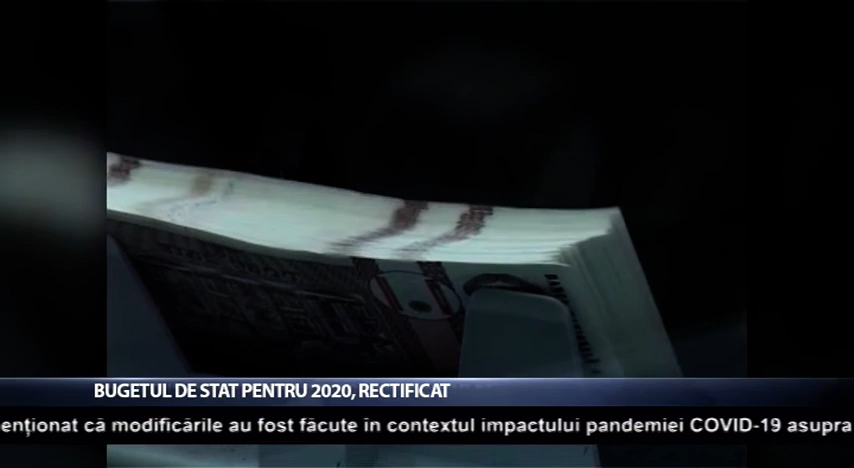 BUGETUL DE STAT PENTRU 2020, RECTIFICAT
enționat că modificările au fost făcute în contextul impactului pandemiei COVID-19 asupra